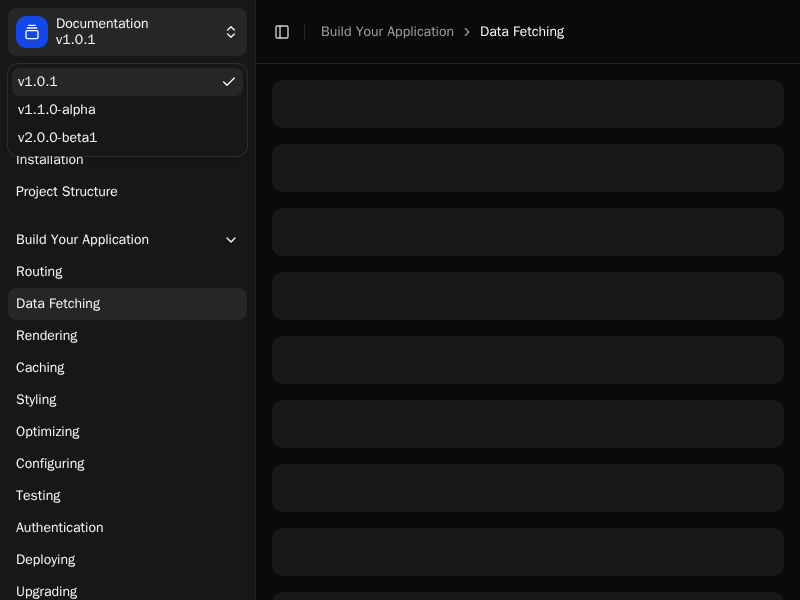 Documentation
v1.0.1
Build Your Application
Data Fetching
v1.0.1
v1.1.0-alpha
v2.0.0-beta1
Installation
Project Structure
Build Your Application
Routing
Data Fetching
Rendering
Caching
Styling
Optimizing
Configuring
Testing
Authentication
Deploying
Upgrading